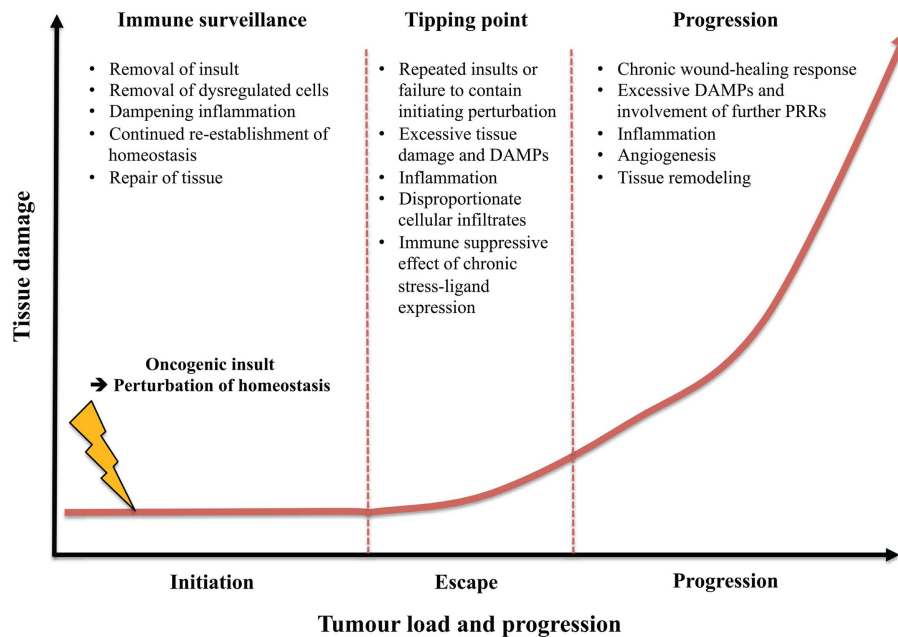 Immune surveillance
• Removal of insult
• Removal of dysregulated cells
• Dampening inflammation
• Continued re-establishment of
homeostasis
• Repair of tissue
Tipping point
• Repeated insults or
failure to contain
initiating perturbation
• Excessive tissue
damage and DAMPs
• Inflammation
• Disproportionate
cellular infiltrates
• Immune suppressive
effect of chronic
stress-ligand
expression
Progression
• Chronic wound-healing response
• Excessive DAMPs and
involvement of further PRRs
• Inflammation
• Angiogenesis
• Tissue remodeling
Tissue damage
Oncogenic insult
➔ Perturbation of homeostasis
Initiation
Escape
Progression
Tumour load and progression